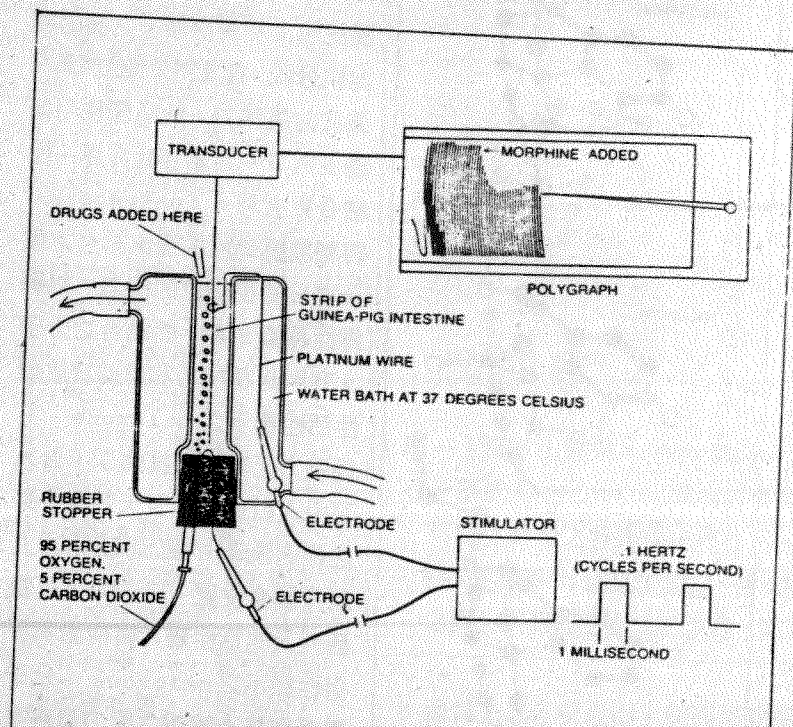 TRANSDUCER
← MORPHINE ADDED
POLYGRAPH
DRUGS ADDED HERE
STRIP OF
GUINEA-PIG INTESTINE
PLATINUM WIRE
WATER BATH AT 37 DEGREES CELSIUS
RUBBER
STOPPER
ELECTRODE
STIMULATOR
.1 HERTZ
(CYCLES PER SECOND)
95 PERCENT
OXYGEN,
5 PERCENT
CARBON DIOXIDE
ELECTRODE
1 MILLISECOND